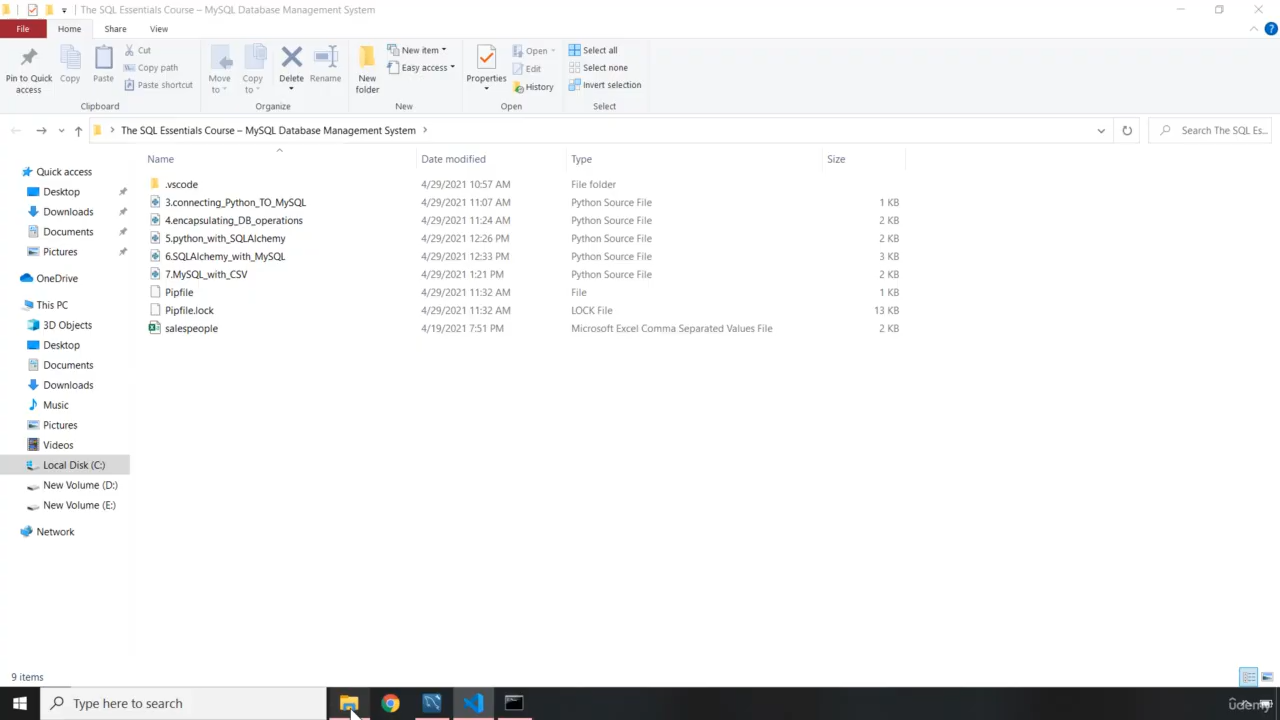 The SQL Essentials Course – MySQL Database Management System
File Home Share View
Pin to Quick access
Copy
Paste
Cut
Copy path
Paste shortcut
Clipboard
Move to
Copy to
Delete
Rename
Organize
New folder
New item
Easy access
New
Properties
Open
Edit
History
Open
Select all
Select none
Invert selection
Select
The SQL Essentials Course – MySQL Database Management System
Search The SQL Es...
Name Date modified Type Size
.vscode 4/29/2021 10:57 AM File folder
3.connecting_Python_TO_MySQL 4/29/2021 11:07 AM Python Source File 1 KB
4.encapsulating_DB_operations 4/29/2021 11:24 AM Python Source File 2 KB
5.python_with_SQLAlchemy 4/29/2021 12:26 PM Python Source File 2 KB
6.SQLAlchemy_with_MySQL 4/29/2021 12:33 PM Python Source File 3 KB
7.MySQL_with_CSV 4/29/2021 1:21 PM Python Source File 2 KB
Pipfile 4/29/2021 11:32 AM File 1 KB
Pipfile.lock 4/29/2021 11:32 AM LOCK File 13 KB
salespeople 4/19/2021 7:51 PM Microsoft Excel Comma Separated Values File 2 KB
Quick access
Desktop
Downloads
Documents
Pictures
OneDrive
This PC
3D Objects
Desktop
Documents
Downloads
Music
Pictures
Videos
Local Disk (C:)
New Volume (D:)
New Volume (E:)
Network
9 items
Type here to search
udemy